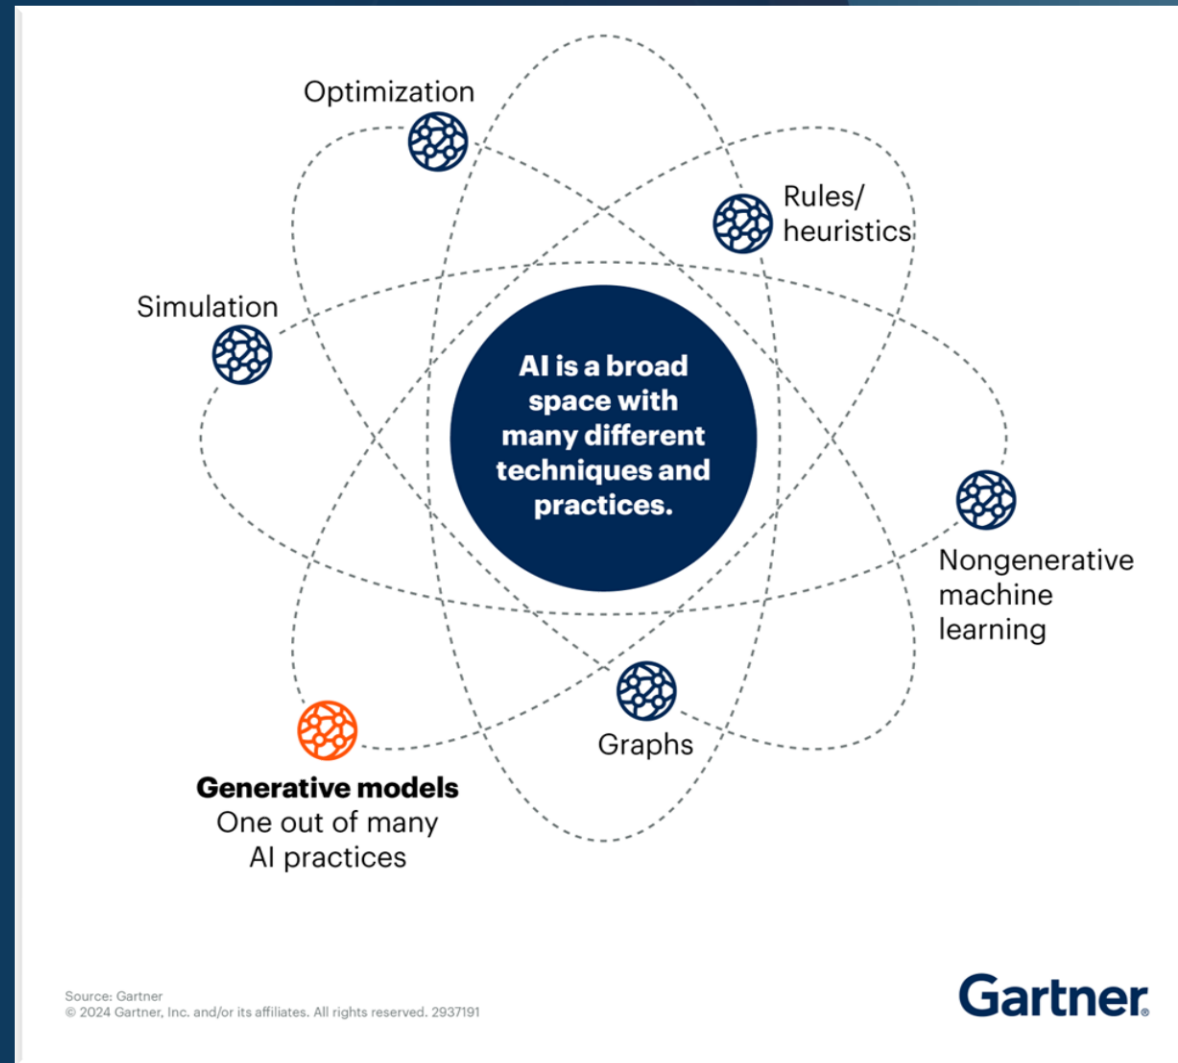 Optimization
Rules/
heuristics
Simulation
AI is a broad
space with
many different
techniques and
practices.
Nongenerative
machine
learning
Graphs
Generative models
One out of many
AI practices
Source: Gartner
© 2024 Gartner, Inc. and/or its affiliates. All rights reserved. 2937191
Gartner®